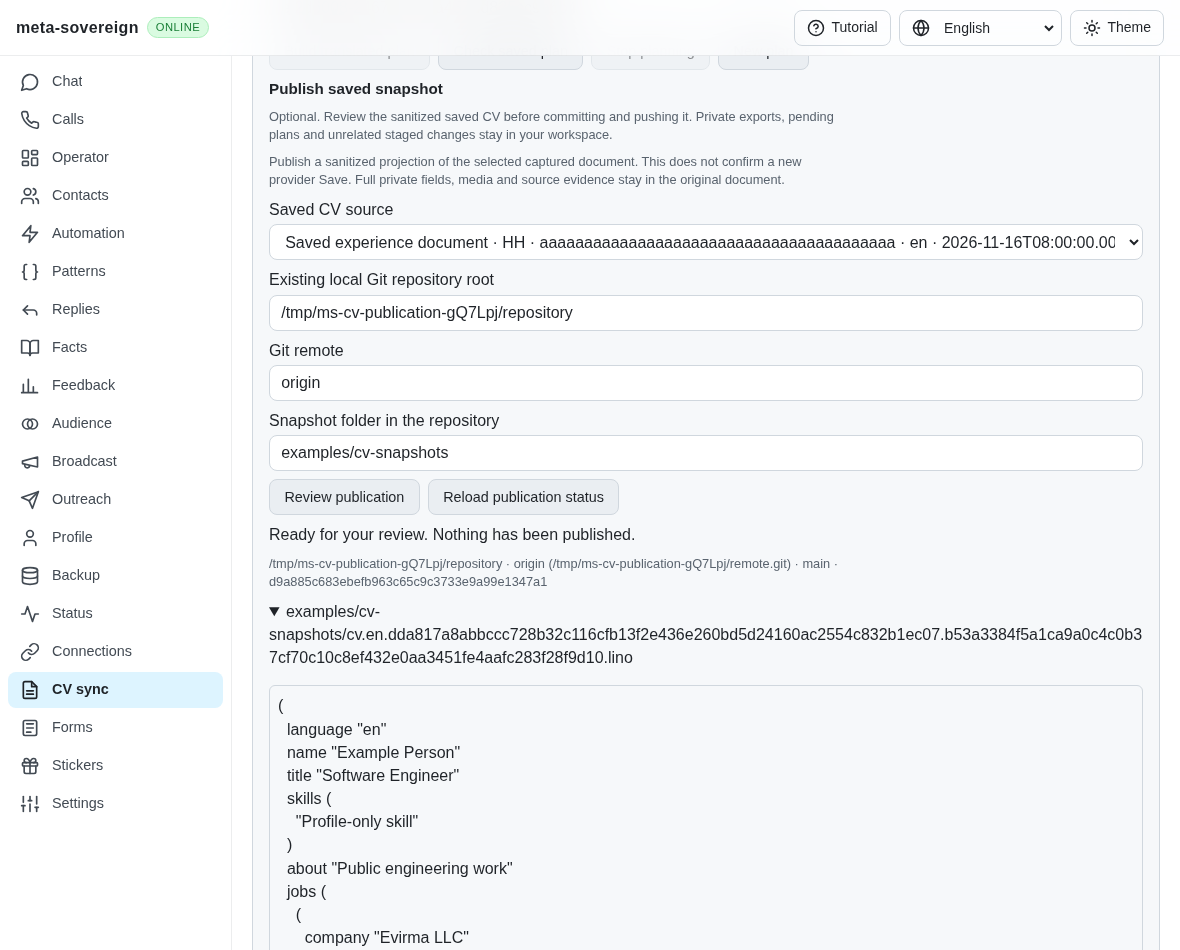 meta-sovereign ONLINE
Tutorial
English
Theme
Chat
Calls
Operator
Contacts
Automation
Patterns
Replies
Facts
Feedback
Audience
Broadcast
Outreach
Profile
Backup
Status
Connections
CV sync
Forms
Stickers
Settings
Publish saved snapshot
Optional. Review the sanitized saved CV before committing and pushing it. Private exports, pending
plans and unrelated staged changes stay in your workspace.
Publish a sanitized projection of the selected captured document. This does not confirm a new
provider Save. Full private fields, media and source evidence stay in the original document.
Saved CV source
Saved experience document · HH · aaaaaaaaaaaaaaaaaaaaaaaaaaaaaaaaaaaaaaaa · en · 2026-11-16T08:00:00.00
Existing local Git repository root
/tmp/ms-cv-publication-gQ7Lpj/repository
Git remote
origin
Snapshot folder in the repository
examples/cv-snapshots
Review publication
Reload publication status
Ready for your review. Nothing has been published.
/tmp/ms-cv-publication-gQ7Lpj/repository · origin (/tmp/ms-cv-publication-gQ7Lpj/remote.git) · main ·
d9a885c683ebefb963c65c9c3733e9a99e1347a1
examples/cv-
snapshots/cv.en.dda817a8abbccc728b32c116cfb13f2e436e260bd5d24160ac2554c832b1ec07.b53a3384f5a1ca9a0c4c0b3
7cf70c10c8ef432e0aa3451fe4aafc283f28f9d10.lino
(
language "en"
name "Example Person"
title "Software Engineer"
skills (
"Profile-only skill"
)
about "Public engineering work"
jobs (
(
company "Evirma LLC"